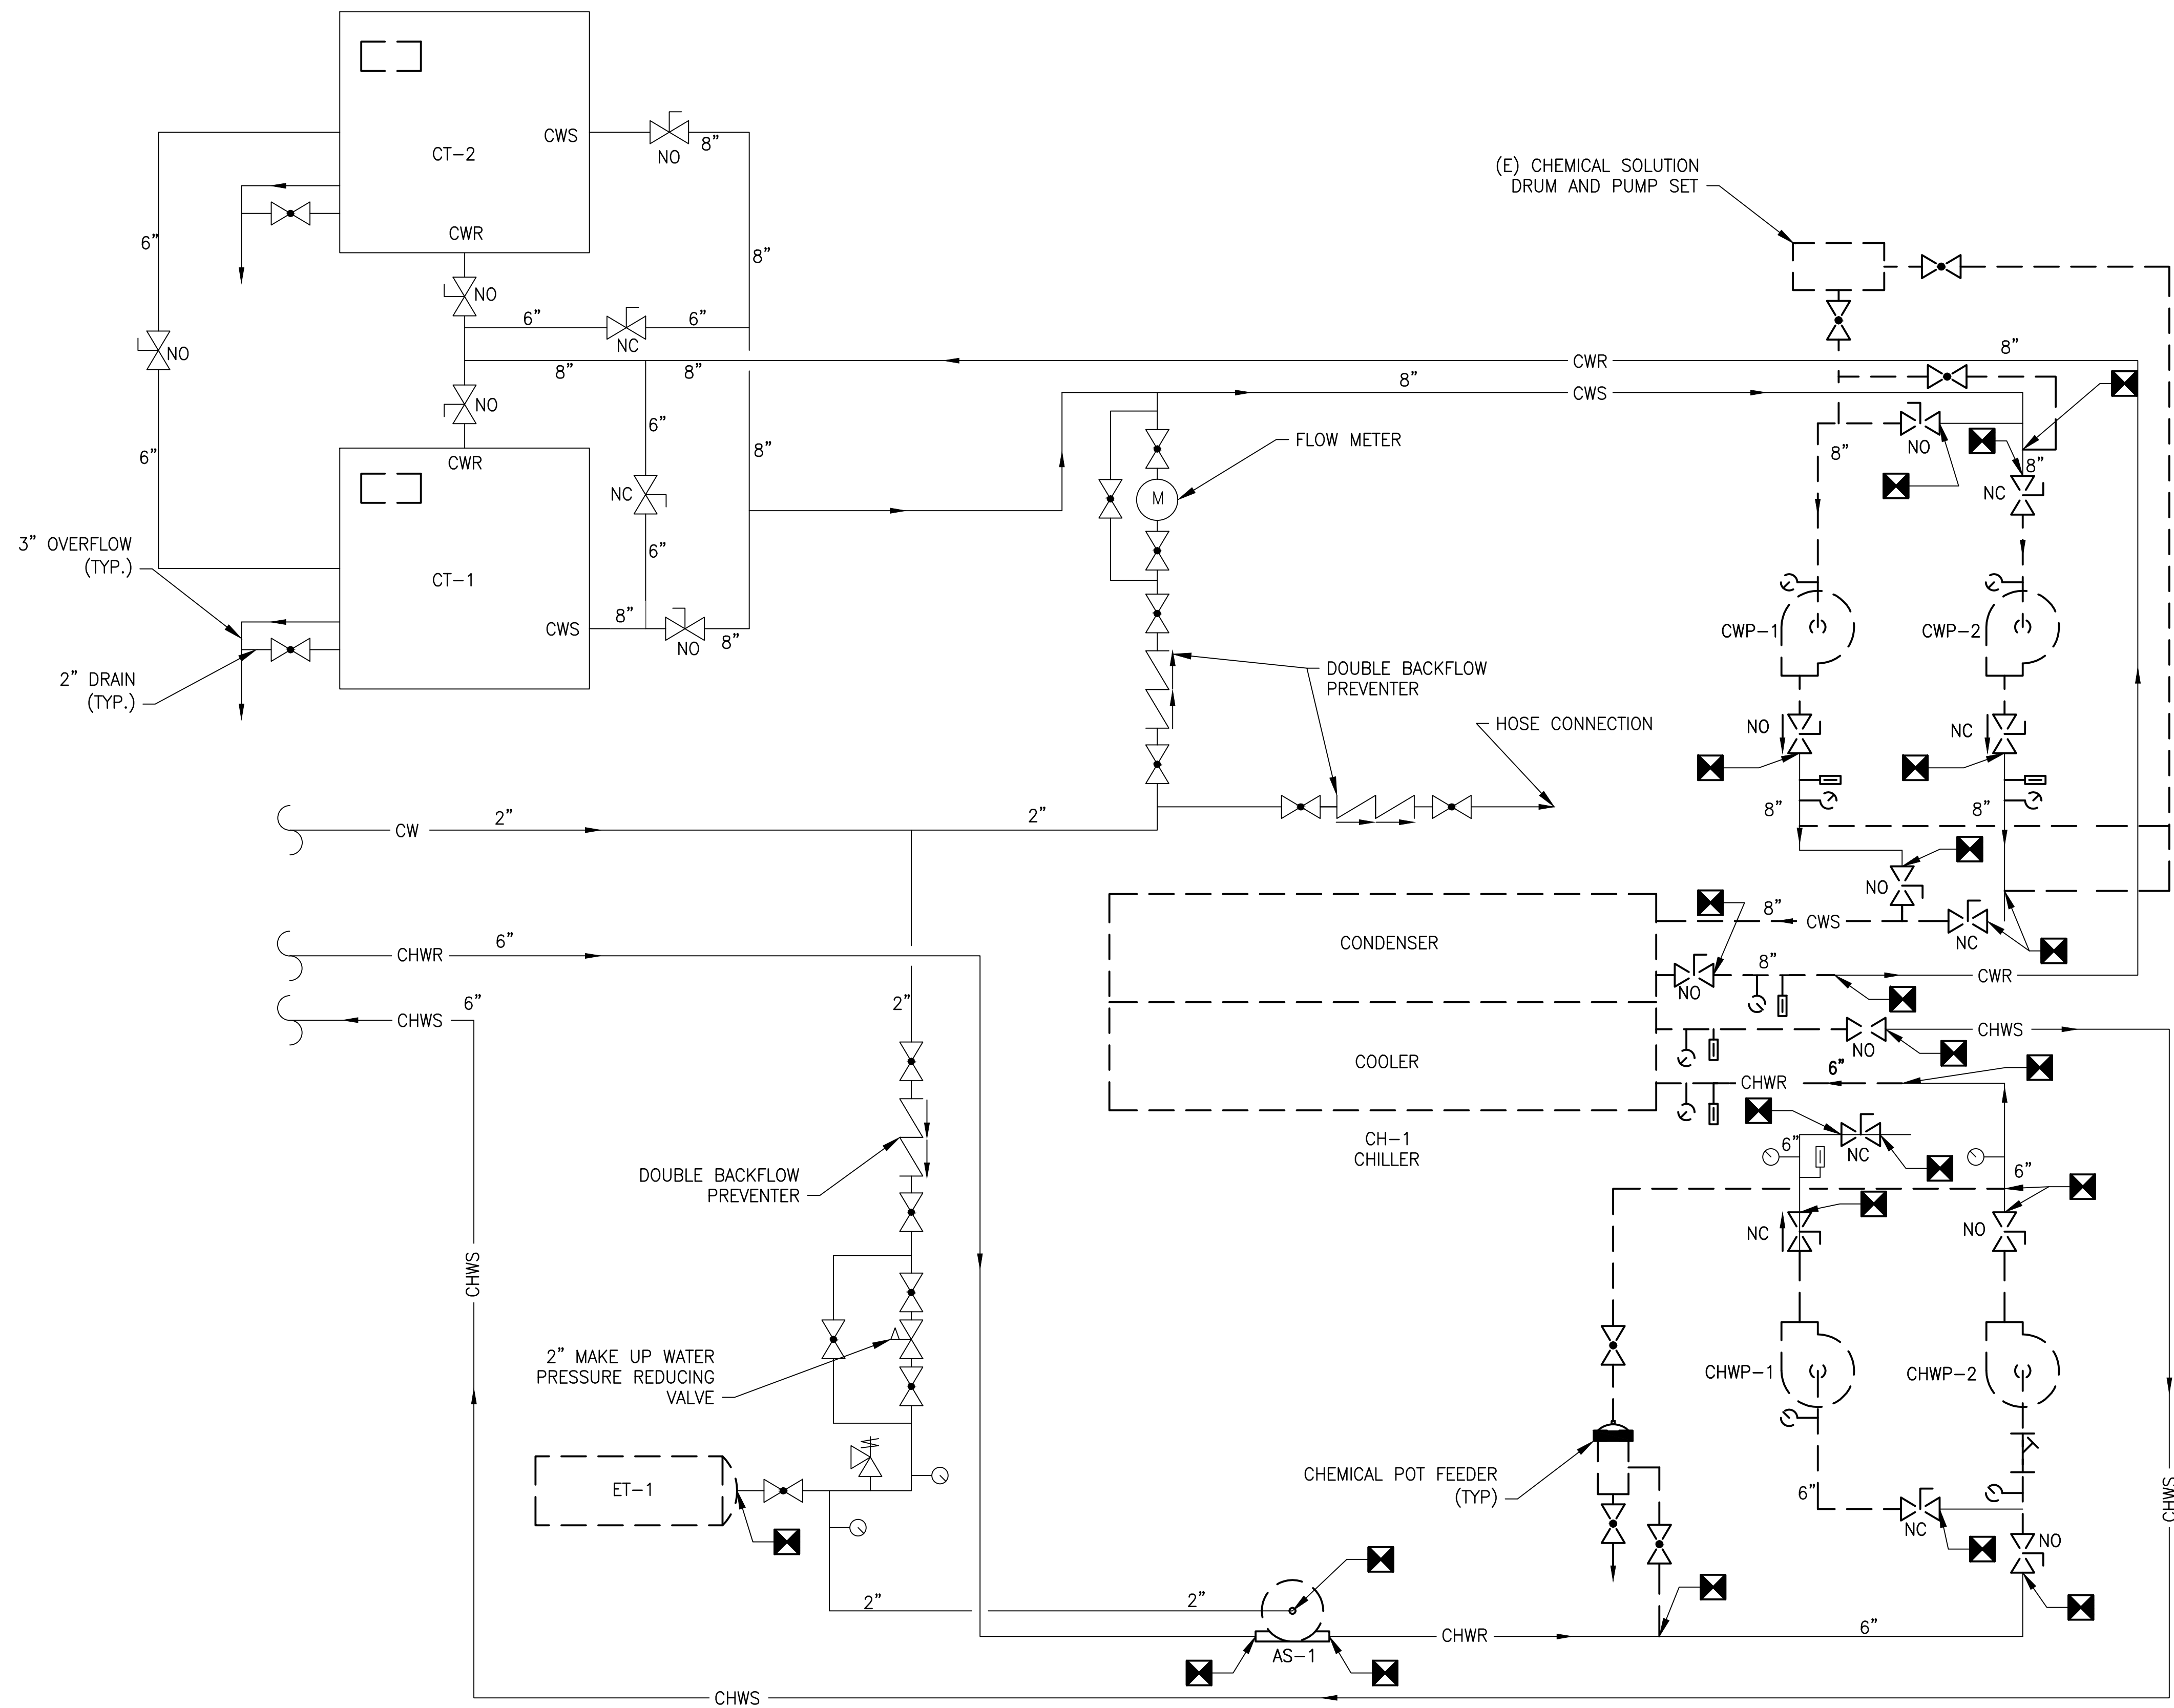 CT-2
CWS
NO
8"
CWR
NO
6"
8"
6"
6"
NC
NO
8"
8"
CWR
8"
8"
CWS
NO
CWR
6"
NC
8"
6"
6"
CT-1
CWS
8"
NO
8"
3" OVERFLOW
(TYP.)
2" DRAIN
(TYP.)
(E) CHEMICAL SOLUTION
DRUM AND PUMP SET
FLOW METER
M
8"
NO
8"
NC
CWP-1
CWP-2
DOUBLE BACKFLOW
PREVENTER
HOSE CONNECTION
NO
NC
8"
8"
CW
2"
2"
NO
8"
CWS
NC
CONDENSER
8"
NO
CWR
CHWR
6"
CHWS
6"
2"
COOLER
CHWS
NO
CHWR
6"
CH-1
CHILLER
6"
NC
6"
DOUBLE BACKFLOW
PREVENTER
NC
NO
CHWS
2" MAKE UP WATER
PRESSURE REDUCING
VALVE
CHWP-1
CHWP-2
ET-1
CHEMICAL POT FEEDER
(TYP)
6"
NC
NO
CHWS
2"
2"
AS-1
CHWR
6"
CHWS